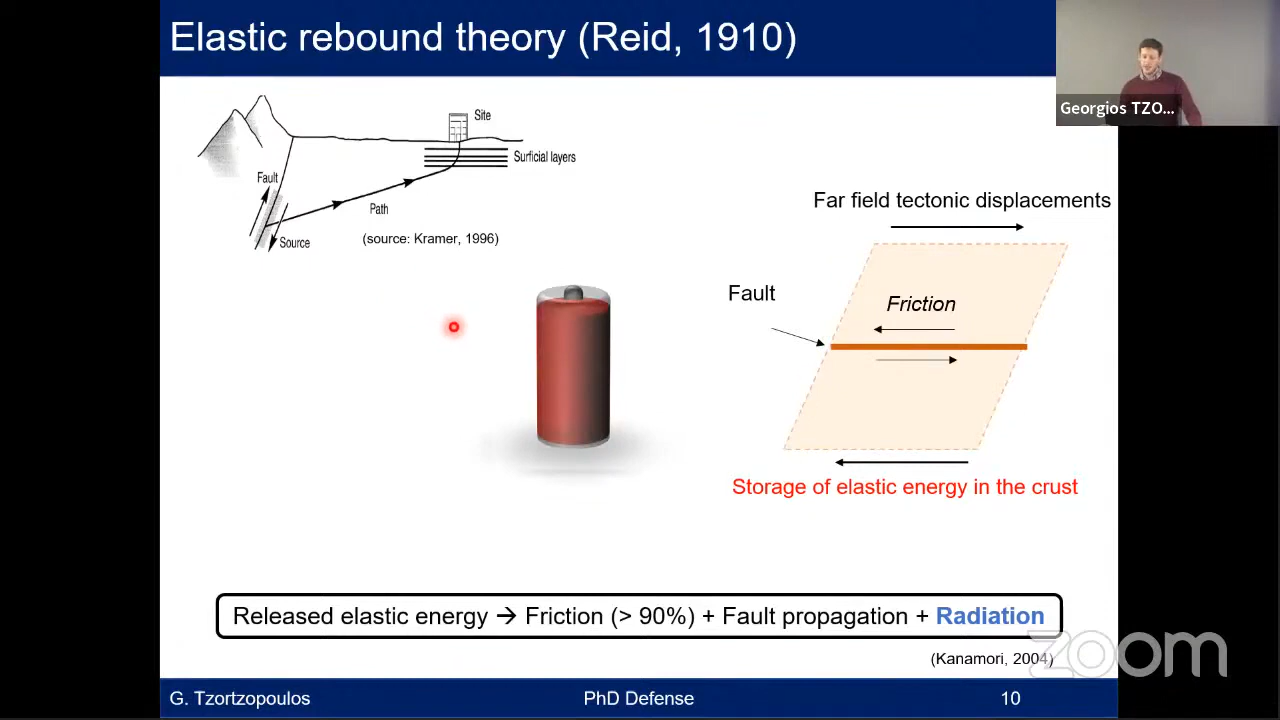 Elastic rebound theory (Reid, 1910)
Georgios TZO...
Site
Surficial layers
Fault
Path
Source
(source: Kramer, 1996)
Far field tectonic displacements
Fault
Friction
Storage of elastic energy in the crust
Released elastic energy → Friction (> 90%) + Fault propagation + Radiation
(Kanamori, 2004)
zoom
G. Tzortzopoulos
PhD Defense
10